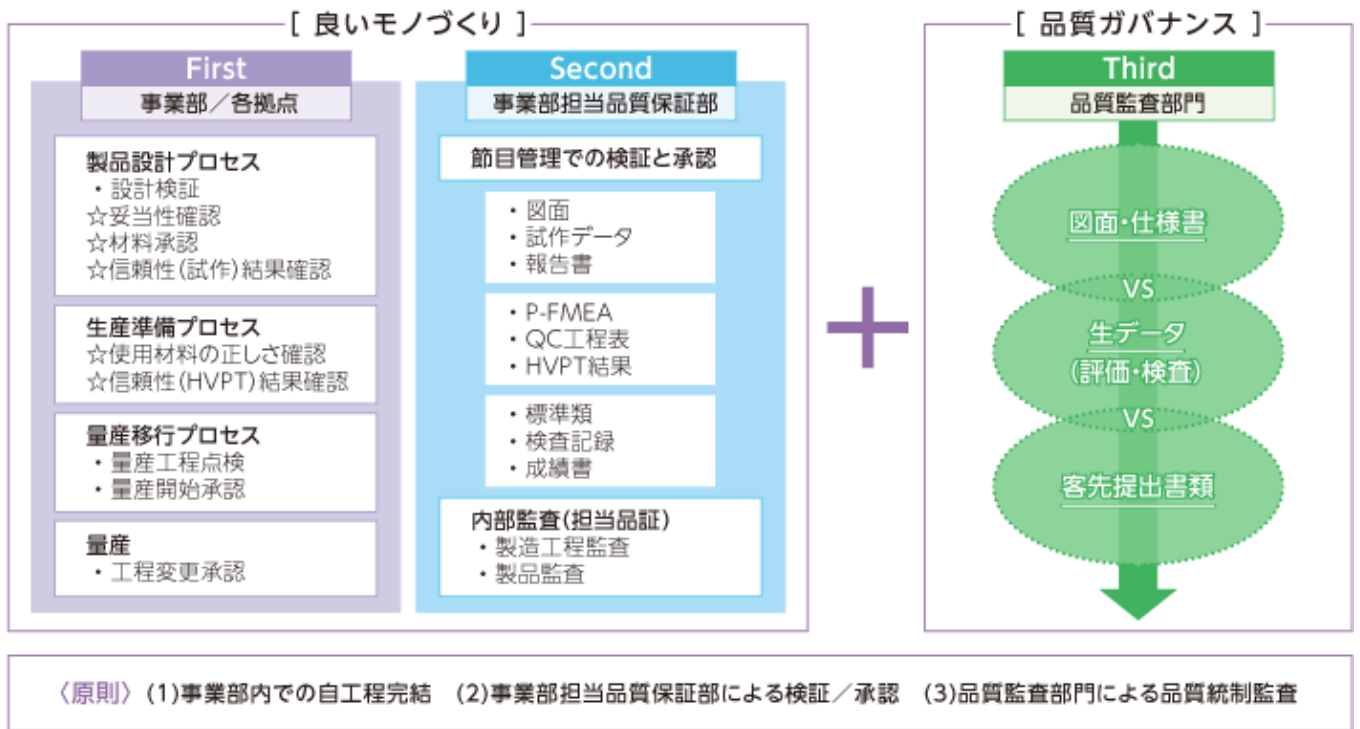 [ 良いモノづくり ]
First
事業部／各拠点
製品設計プロセス
・設計検証
☆妥当性確認
☆材料承認
☆信頼性(試作)結果確認
生産準備プロセス
☆使用材料の正しさ確認
☆信頼性(HVPT)結果確認
量産移行プロセス
・量産工程点検
・量産開始承認
量産
・工程変更承認
Second
事業部担当品質保証部
節目管理での検証と承認
・図面
・試作データ
・報告書
・P-FMEA
・QC工程表
・HVPT結果
・標準類
・検査記録
・成績書
内部監査(担当品証)
・製造工程監査
・製品監査
+
[ 品質ガバナンス ]
Third
品質監査部門
図面・仕様書
VS
生データ
(評価・検査)
VS
客先提出書類
〈原則〉 (1)事業部内での自工程完結 (2)事業部担当品質保証部による検証／承認 (3)品質監査部門による品質統制監査